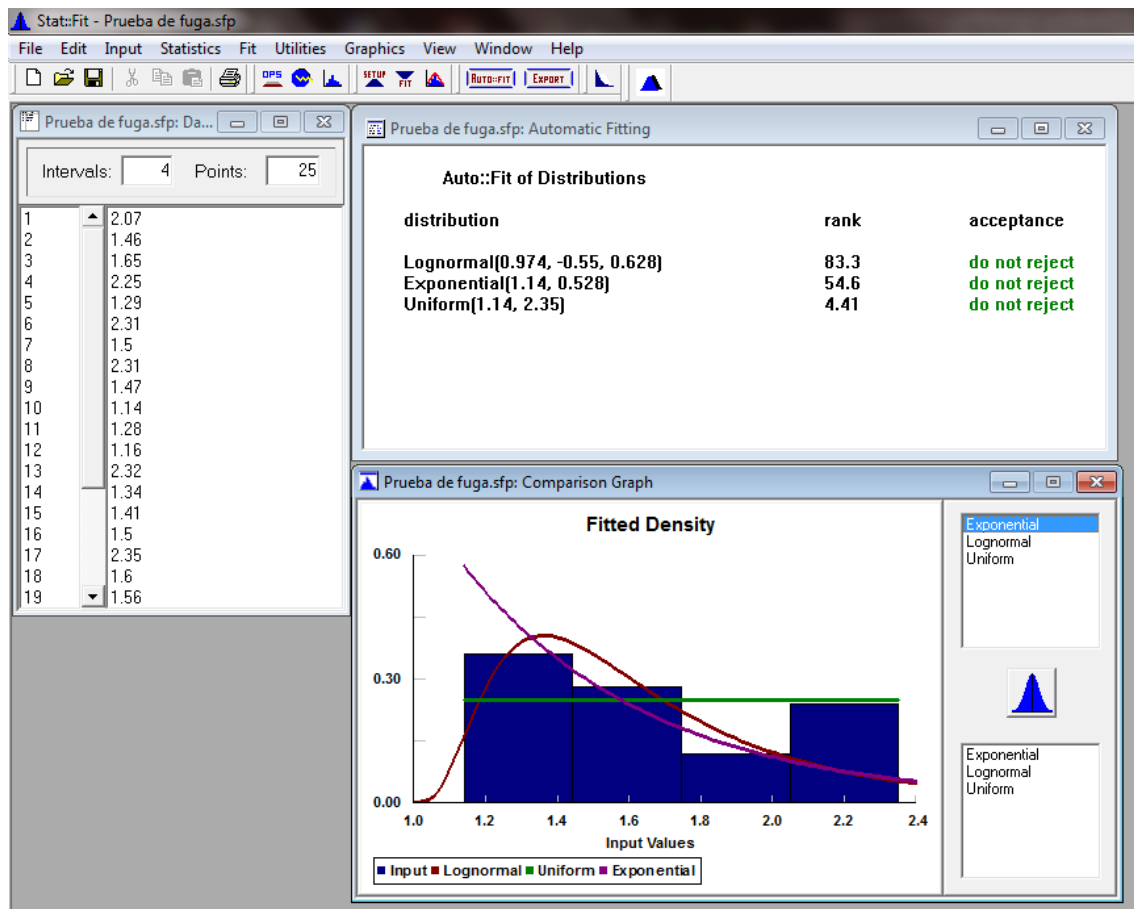 Stat::Fit - Prueba de fuga.sfp
File Edit Input Statistics Fit Utilities Graphics View Window Help
OPS SETUP FIT AUTO::FIT EXPORT
Prueba de fuga.sfp: Da...
Intervals: 4 Points: 25
1 2.07
2 1.46
3 1.65
4 2.25
5 1.29
6 2.31
7 1.5
8 2.31
9 1.47
10 1.14
11 1.28
12 1.16
13 2.32
14 1.34
15 1.41
16 1.5
17 2.35
18 1.6
19 1.56
Prueba de fuga.sfp: Automatic Fitting
Auto::Fit of Distributions
distribution rank acceptance
Lognormal(0.974, -0.55, 0.628) 83.3 do not reject
Exponential(1.14, 0.528) 54.6 do not reject
Uniform(1.14, 2.35) 4.41 do not reject
Prueba de fuga.sfp: Comparison Graph
Fitted Density
0.60
0.30
0.00
1.0 1.2 1.4 1.6 1.8 2.0 2.2 2.4
Input Values
Input Lognormal Uniform Exponential
Exponential
Lognormal
Uniform
Exponential
Lognormal
Uniform